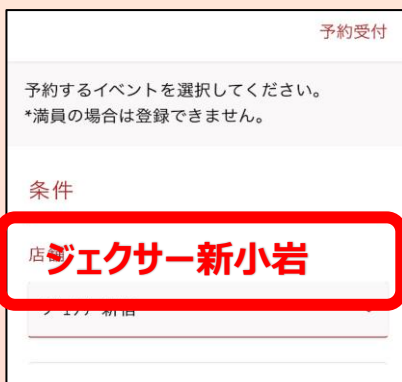 予約受付
予約するイベントを選択してください。
*満員の場合は登録できません。
条件
店舗
ジェクサー新小岩